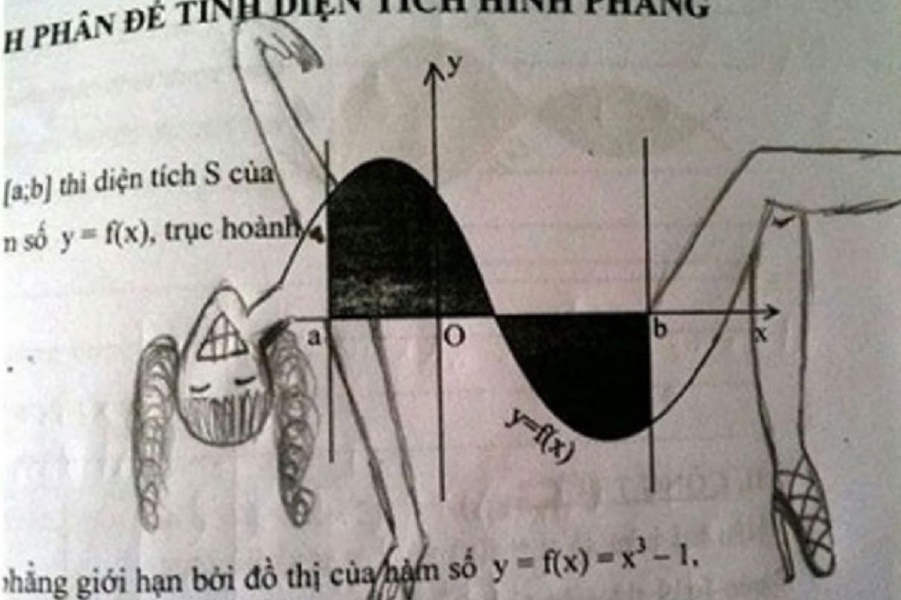 H PHÂN ĐỂ TÍNH DIỆN TÍCH HÌNH PHẲNG
y
[a;b] thì diện tích S của
n số y = f(x), trục hoành
a O b x
y=f(x)
phẳng giới hạn bởi đồ thị của hàm số y = f(x) = x³ – 1,